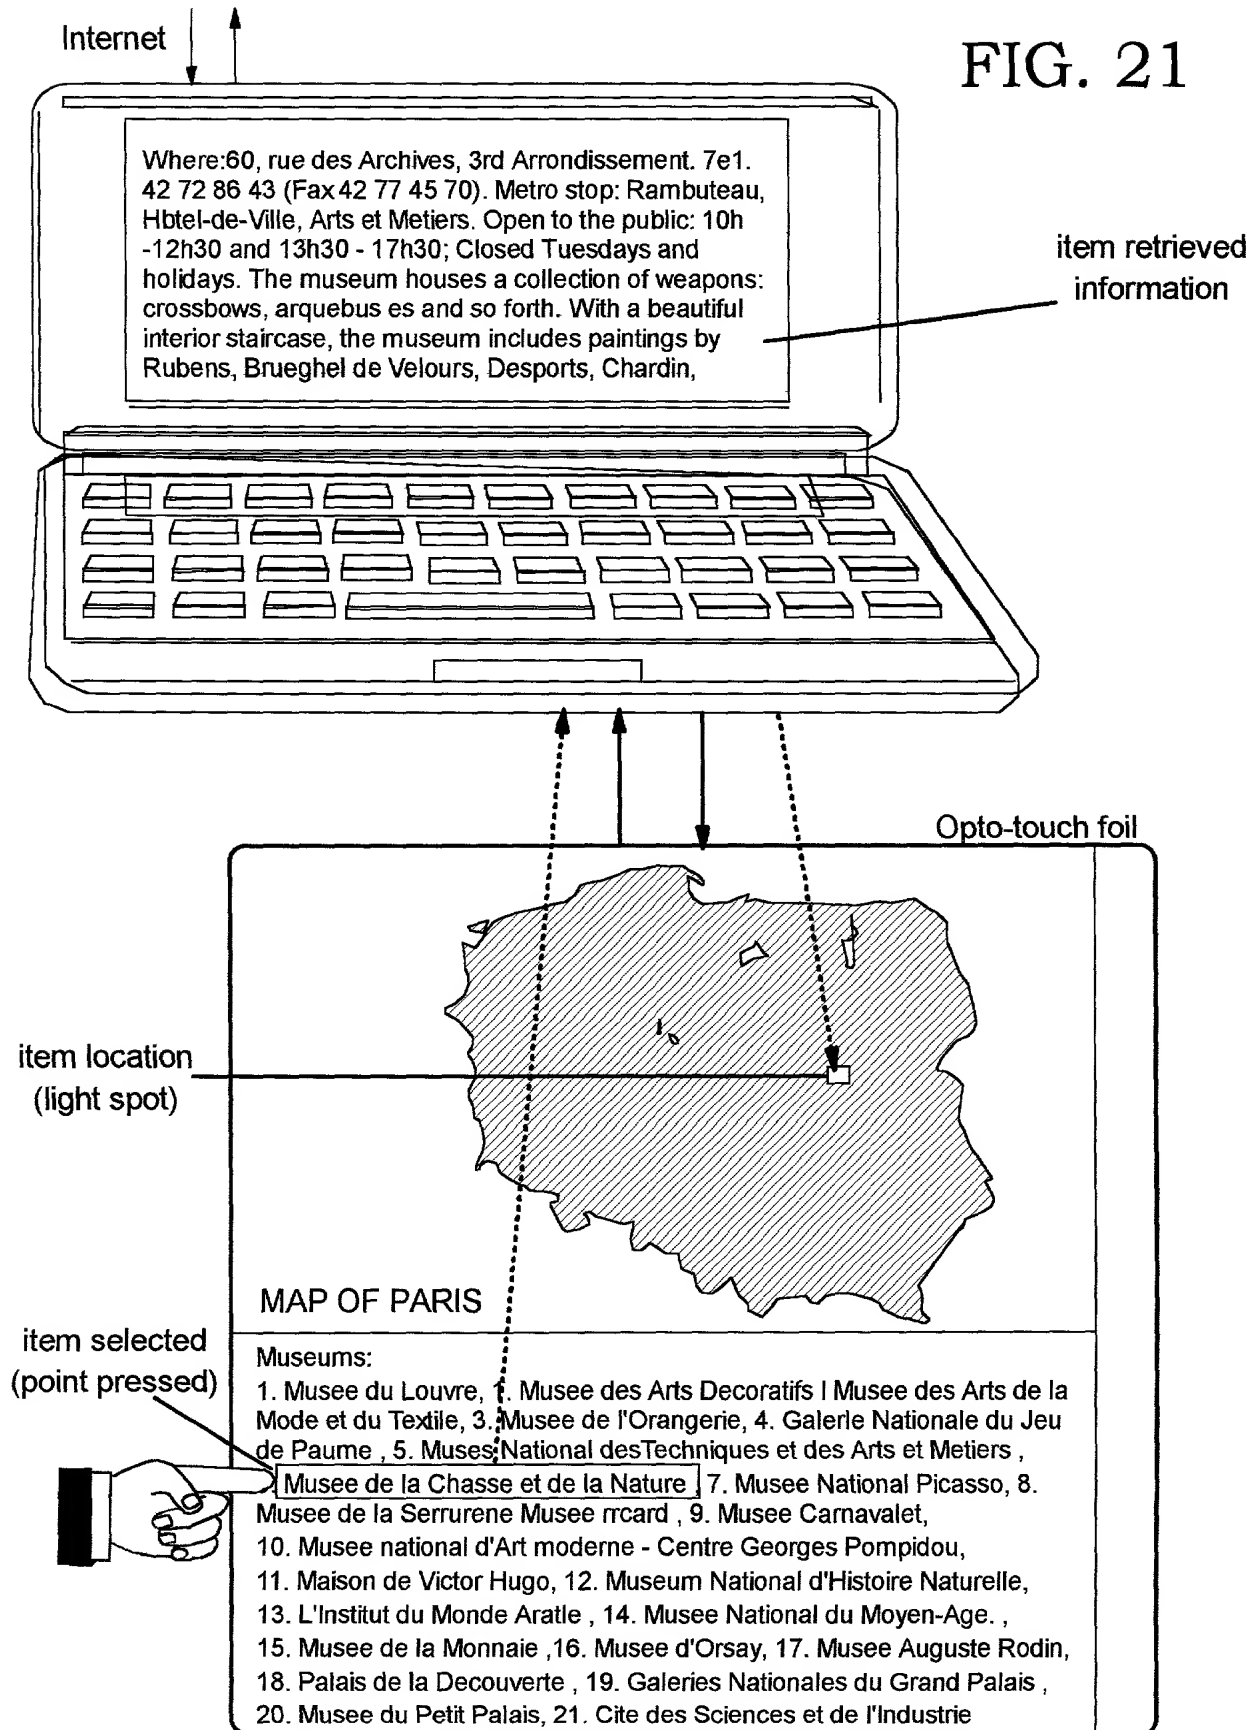 Internet
FIG. 21
Where:60, rue des Archives, 3rd Arrondissement. 7e1.
42 72 86 43 (Fax 42 77 45 70). Metro stop: Rambuteau,
Hbtel-de-Ville, Arts et Metiers. Open to the public: 10h
-12h30 and 13h30 - 17h30; Closed Tuesdays and
holidays. The museum houses a collection of weapons:
crossbows, arquebus es and so forth. With a beautiful
interior staircase, the museum includes paintings by
Rubens, Brueghel de Velours, Desports, Chardin,
item retrieved
information
Opto-touch foil
item location
(light spot)
MAP OF PARIS
item selected
(point pressed)
Museums:
1. Musee du Louvre, 1. Musee des Arts Decoratifs I Musee des Arts de la
Mode et du Textile, 3. Musee de l'Orangerie, 4. Galerle Nationale du Jeu
de Paume , 5. Muses National desTechniques et des Arts et Metiers ,
Musee de la Chasse et de la Nature , 7. Musee National Picasso, 8.
Musee de la Serrurene Musee rrcard , 9. Musee Carnavalet,
10. Musee national d'Art moderne - Centre Georges Pompidou,
11. Maison de Victor Hugo, 12. Museum National d'Histoire Naturelle,
13. L'Institut du Monde Aratle , 14. Musee National du Moyen-Age. ,
15. Musee de la Monnaie ,16. Musee d'Orsay, 17. Musee Auguste Rodin,
18. Palais de la Decouverte , 19. Galeries Nationales du Grand Palais ,
20. Musee du Petit Palais, 21. Cite des Sciences et de l'Industrie